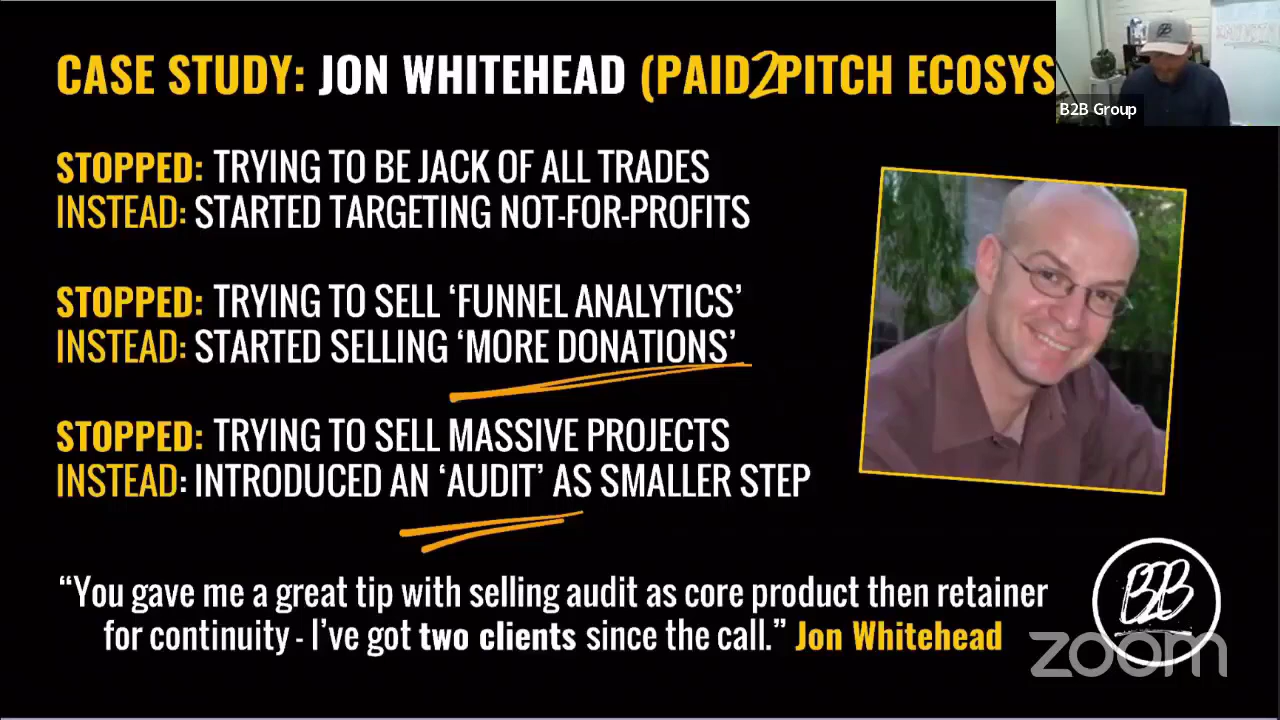 CASE STUDY: JON WHITEHEAD (PAID2PITCH ECOSYS
B2B Group
STOPPED: TRYING TO BE JACK OF ALL TRADES
INSTEAD: STARTED TARGETING NOT-FOR-PROFITS
STOPPED: TRYING TO SELL ‘FUNNEL ANALYTICS’
INSTEAD: STARTED SELLING ‘MORE DONATIONS’
STOPPED: TRYING TO SELL MASSIVE PROJECTS
INSTEAD: INTRODUCED AN ‘AUDIT’ AS SMALLER STEP
“You gave me a great tip with selling audit as core product then retainer
for continuity - I’ve got two clients since the call.” Jon Whitehead
B2B
zoom